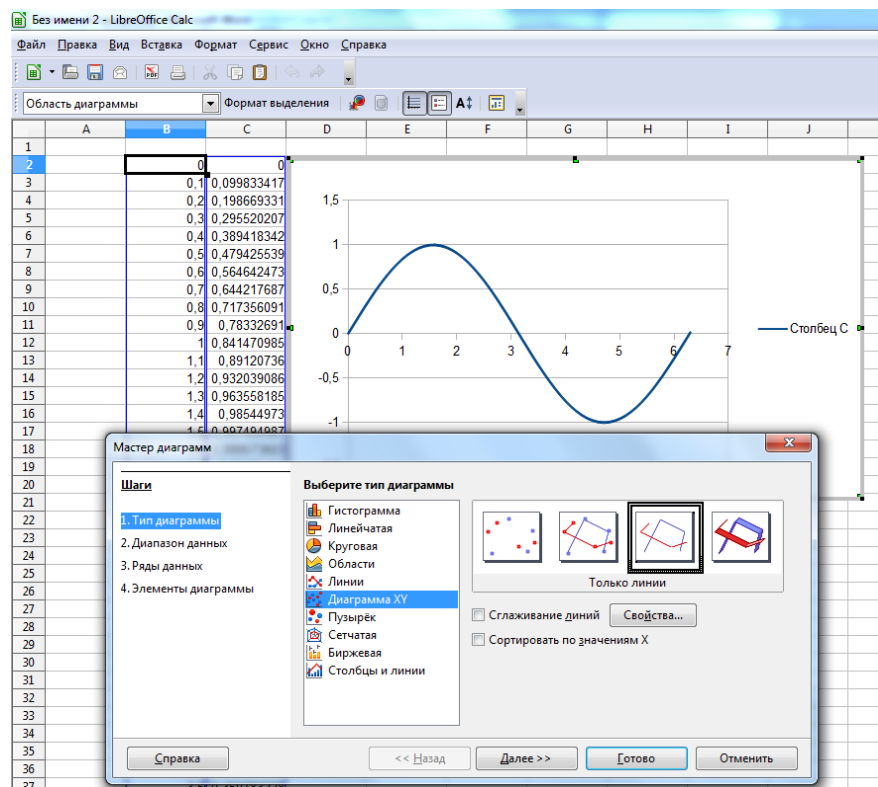 Без имени 2 - LibreOffice Calc
Файл Правка Вид Вставка Формат Сервис Окно Справка
Область диаграммы Формат выделения
A B C D E F G H I J
1
2 0 0
3 0,1 0,099833417
4 0,2 0,198669331
5 0,3 0,295520207
6 0,4 0,389418342
7 0,5 0,479425539
8 0,6 0,564642473
9 0,7 0,644217687
10 0,8 0,717356091
11 0,9 0,78332691
12 1 0,841470985
13 1,1 0,89120736
14 1,2 0,932039086
15 1,3 0,963558185
16 1,4 0,98544973
17 1,5 0,997494987
18
19
20
21
22
23
24
25
26
27
28
29
30
31
32
33
34
35
36
37
1,5
1
0,5
0
-0,5
-1
0 1 2 3 4 5 6 7
Столбец C
Мастер диаграмм
Шаги
1. Тип диаграммы
2. Диапазон данных
3. Ряды данных
4. Элементы диаграммы
Выберите тип диаграммы
Гистограмма
Линейчатая
Круговая
Области
Линии
Диаграмма XY
Пузырёк
Сетчатая
Биржевая
Столбцы и линии
Только линии
Сглаживание линий Свойства...
Сортировать по значениям X
Справка << Назад Далее >> Готово Отменить